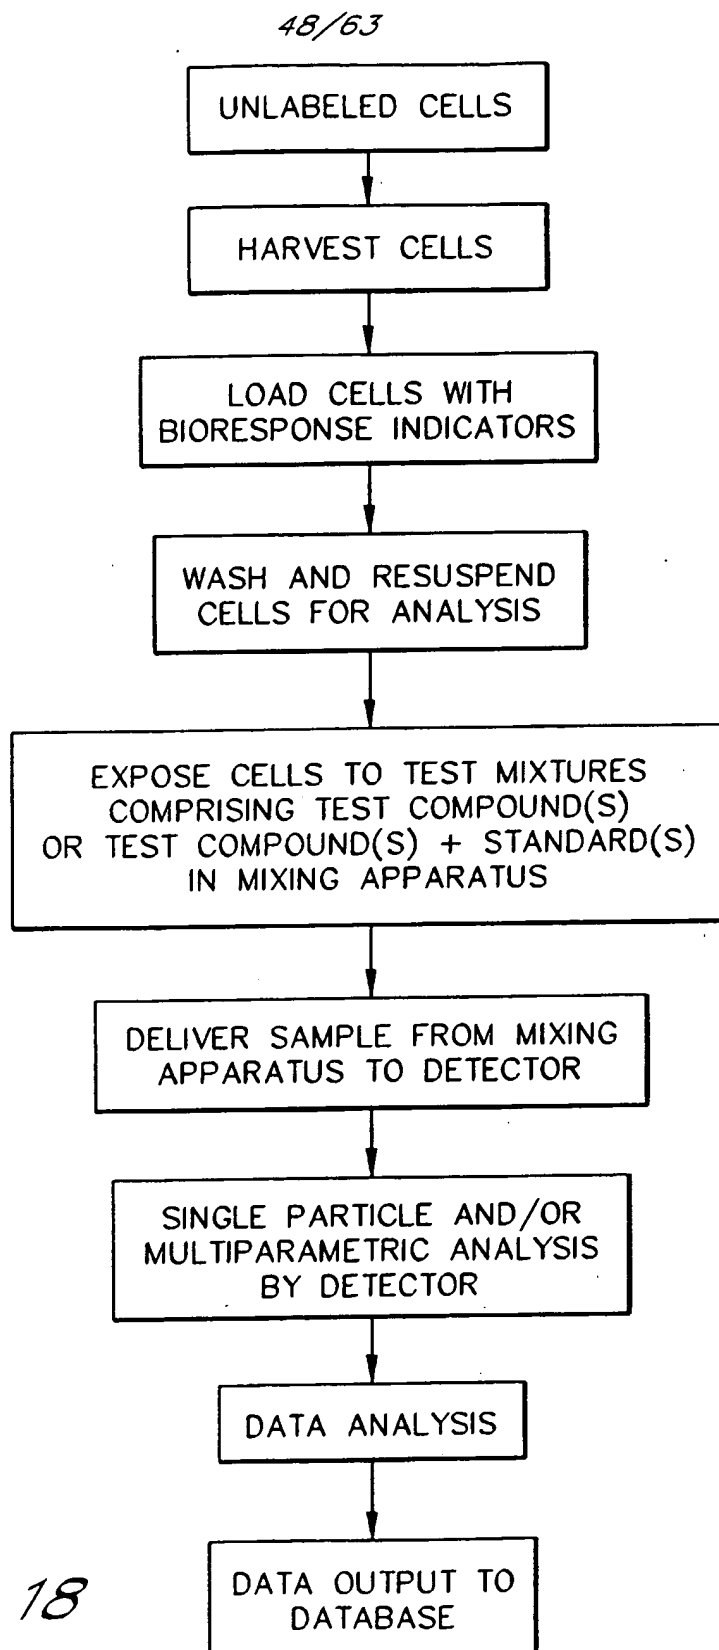 48/63
UNLABELED CELLS
HARVEST CELLS
LOAD CELLS WITH
BIORESPONSE INDICATORS
WASH AND RESUSPEND
CELLS FOR ANALYSIS
EXPOSE CELLS TO TEST MIXTURES
COMPRISING TEST COMPOUND(S)
OR TEST COMPOUND(S) + STANDARD(S)
IN MIXING APPARATUS
DELIVER SAMPLE FROM MIXING
APPARATUS TO DETECTOR
SINGLE PARTICLE AND/OR
MULTIPARAMETRIC ANALYSIS
BY DETECTOR
DATA ANALYSIS
DATA OUTPUT TO
DATABASE
18